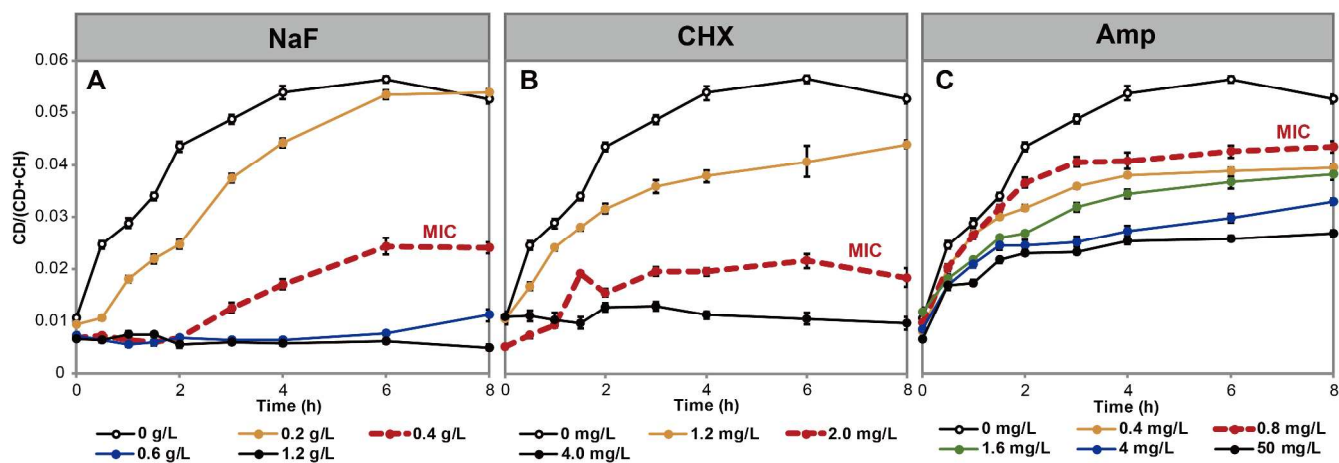 NaF CHX Amp
A B C
CD/(CD+CH)
0.06
0.05
0.04
0.03
0.02
0.01
0
MIC MIC MIC
0 2 4 6 8 0 2 4 6 8 0 2 4 6 8
Time (h) Time (h) Time (h)
0 g/L 0.2 g/L 0.4 g/L
0.6 g/L 1.2 g/L
0 mg/L 1.2 mg/L 2.0 mg/L
4.0 mg/L
0 mg/L 0.4 mg/L 0.8 mg/L
1.6 mg/L 4 mg/L 50 mg/L